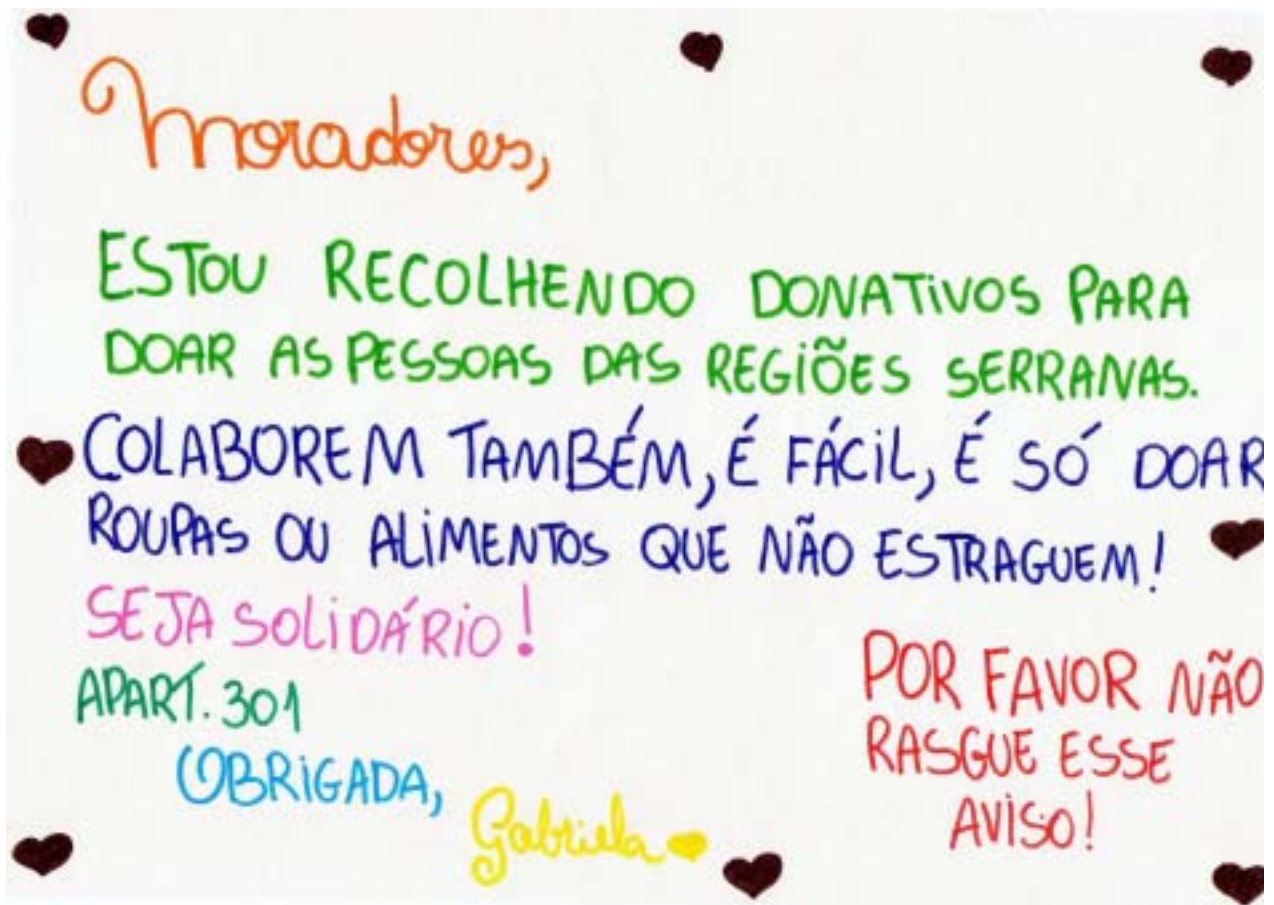 Moradores,
ESTOU RECOLHENDO DONATIVOS PARA
DOAR AS PESSOAS DAS REGIÕES SERRANAS.
COLABOREM TAMBÉM, É FÁCIL, É SÓ DOAR
ROUPAS OU ALIMENTOS QUE NÃO ESTRAGUEM!
SEJA SOLIDÁRIO!
APART. 301
OBRIGADA,
Gabriela
POR FAVOR NÃO
RASGUE ESSE
AVISO!